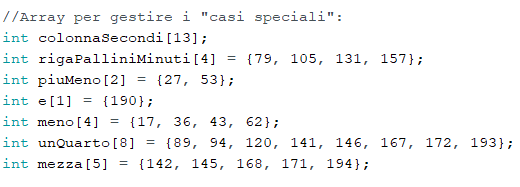 //Array per gestire i "casi speciali":
int colonnaSecondi[13];
int rigaPalliniMinuti[4] = {79, 105, 131, 157};
int piuMeno[2] = {27, 53};
int e[1] = {190};
int meno[4] = {17, 36, 43, 62};
int unQuarto[8] = {89, 94, 120, 141, 146, 167, 172, 193};
int mezza[5] = {142, 145, 168, 171, 194};